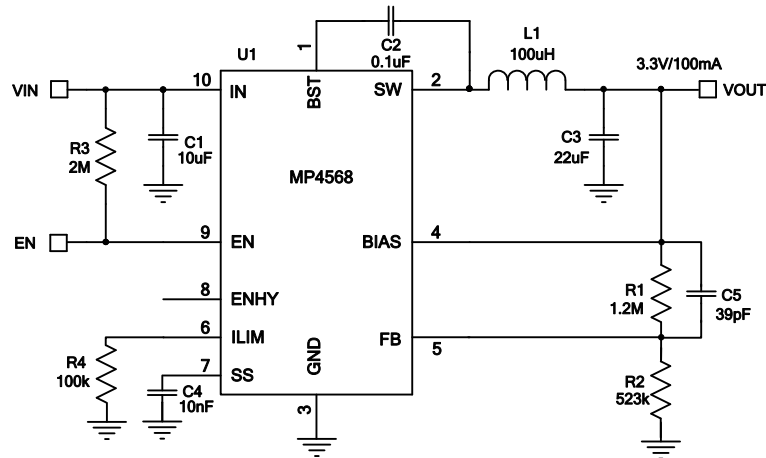 U1
1
C2
0.1uF
L1
100uH
3.3V/100mA
VIN
10
IN
BST
SW
2
VOUT
R3
2M
C1
10uF
C3
22uF
MP4568
EN
9
EN
BIAS
4
8
ENHY
R1
1.2M
C5
39pF
6
ILIM
FB
5
R4
100k
7
SS
GND
C4
10nF
R2
523k
3